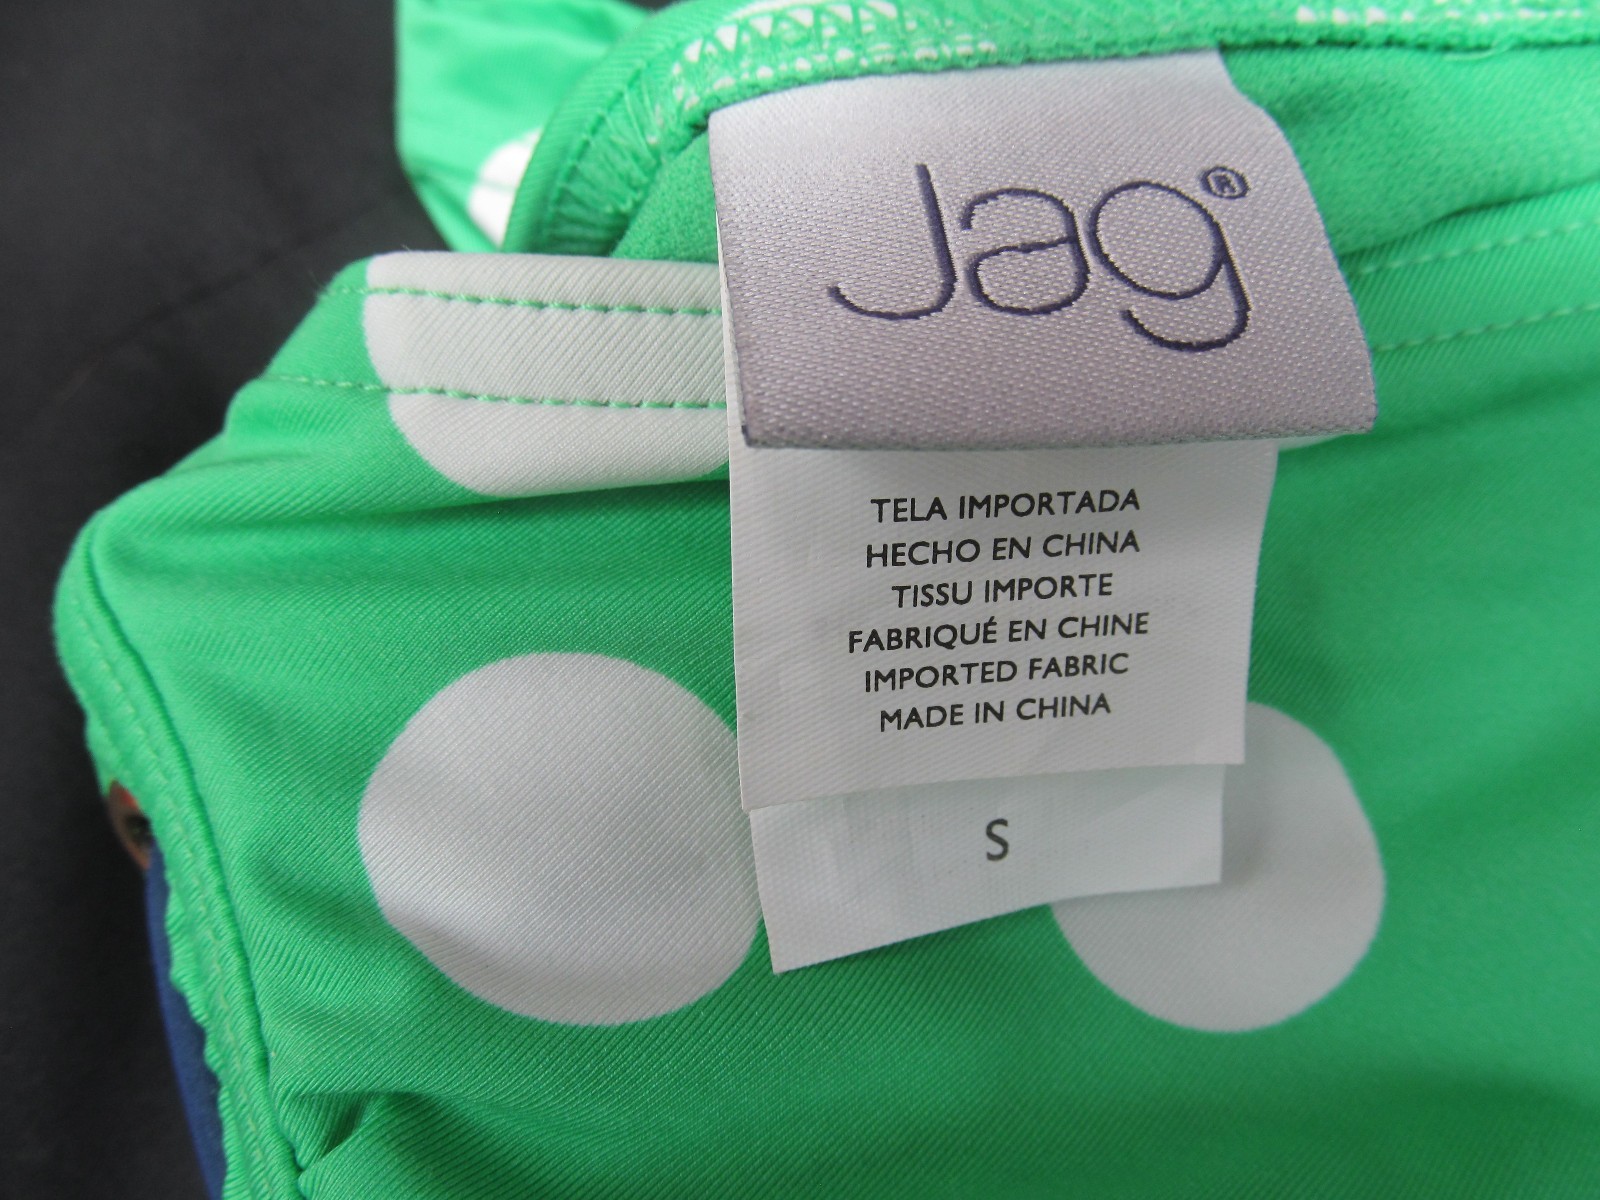 Jag®
TELA IMPORTADA
HECHO EN CHINA
TISSU IMPORTE
FABRIQUÉ EN CHINE
IMPORTED FABRIC
MADE IN CHINA
S